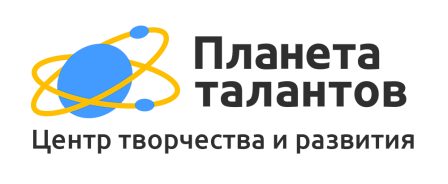 Планета
талантов
Центр творчества и развития